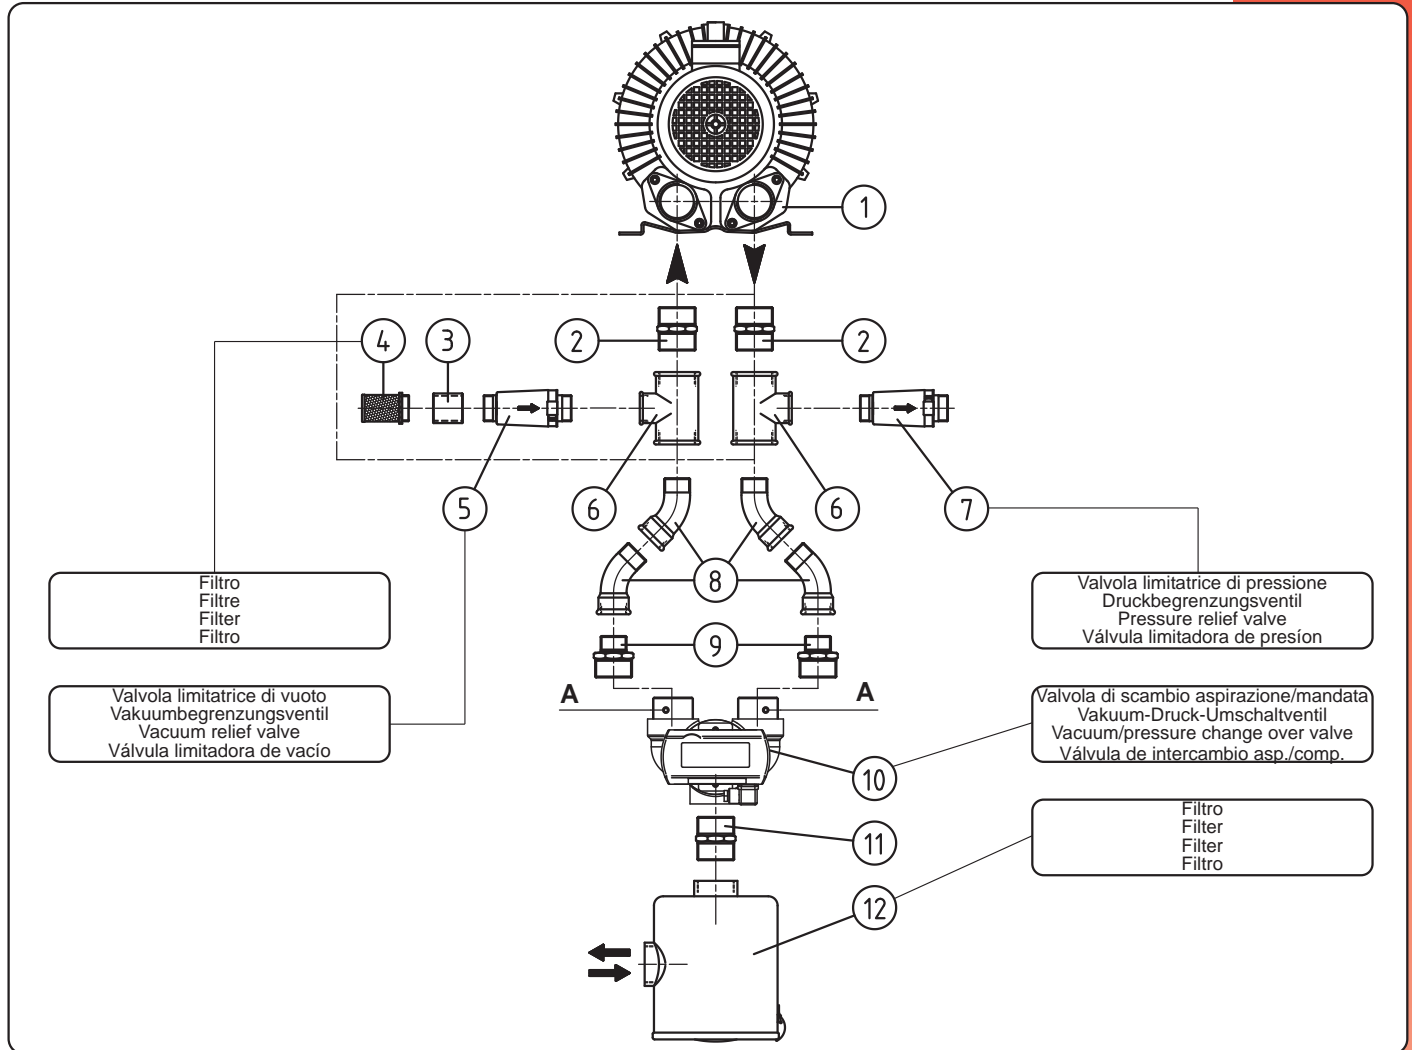 1
4
3
2
2
5
6
6
7
8
Filtro
Filtre
Filter
Filtro
Valvola limitatrice di pressione
Druckbegrenzungsventil
Pressure relief valve
Válvula limitadora de presíon
9
A
A
Valvola limitatrice di vuoto
Vakuumbegrenzungsventil
Vacuum relief valve
Válvula limitadora de vacío
Valvola di scambio aspirazione/mandata
Vakuum-Druck-Umschaltventil
Vacuum/pressure change over valve
Válvula de intercambio asp./comp.
10
11
Filtro
Filter
Filter
Filtro
12